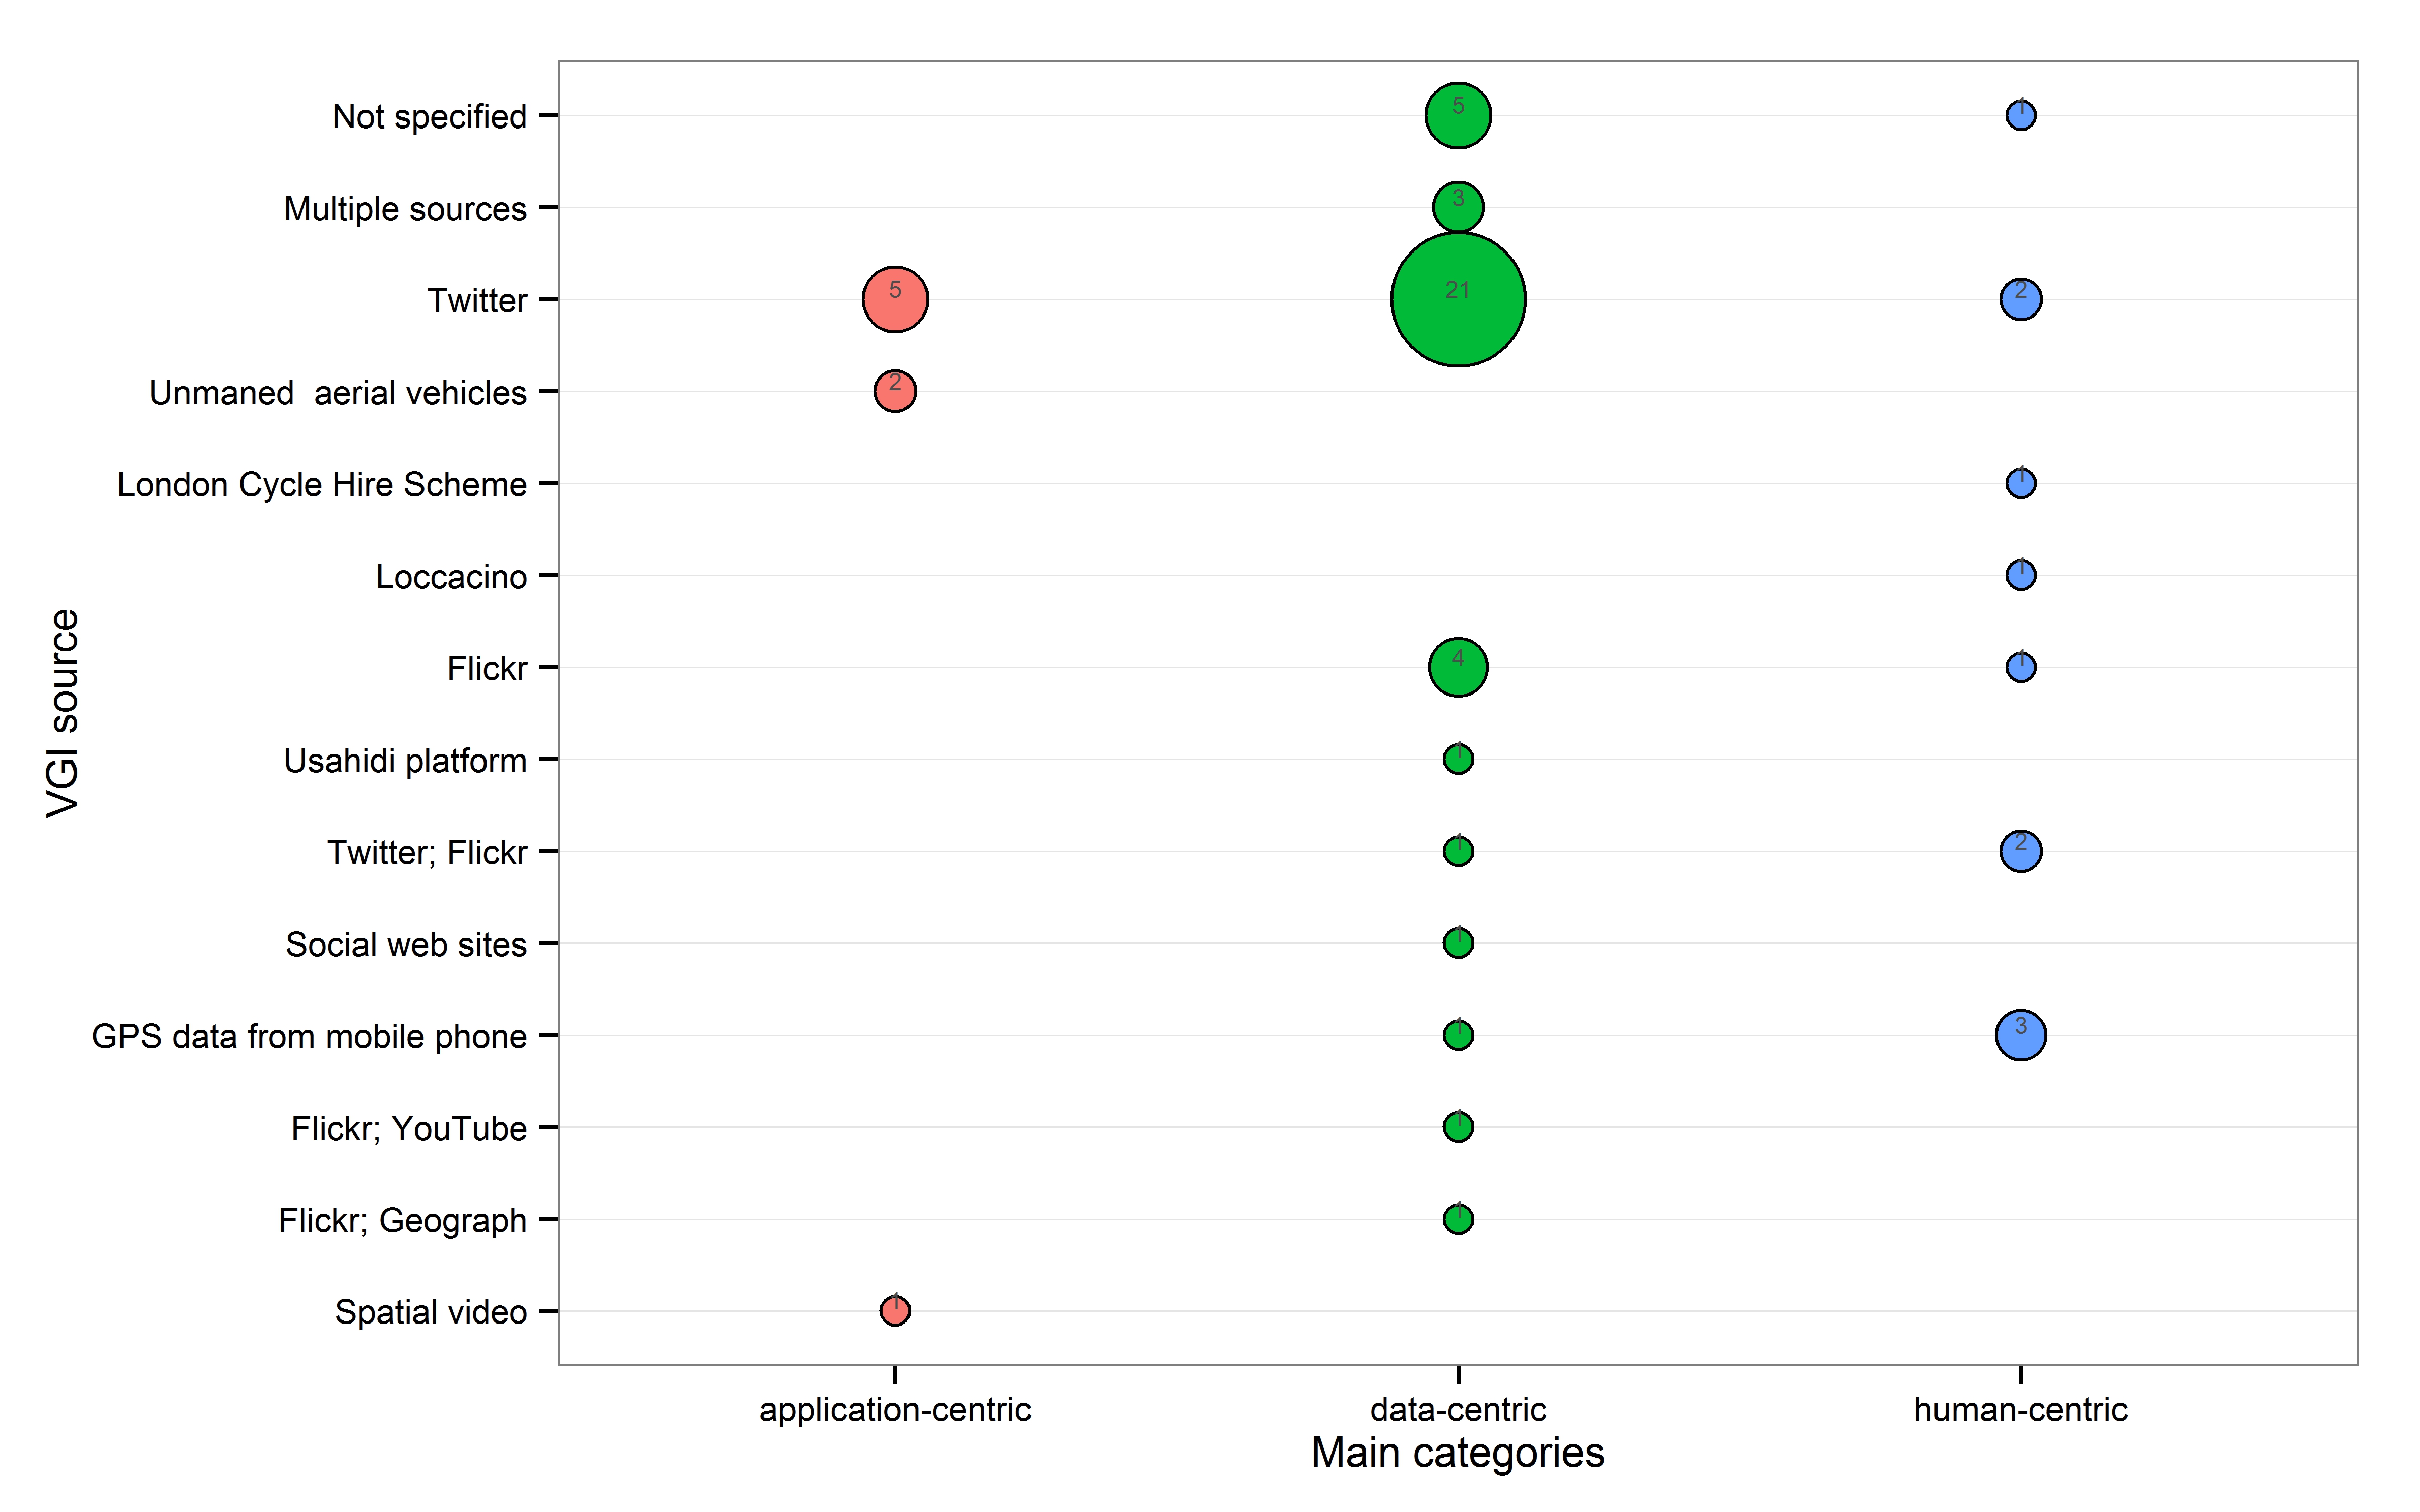 Not specified 5 1
Multiple sources 3
Twitter 5 21 2
Unmaned  aerial vehicles 2
London Cycle Hire Scheme 1
Loccacino 1
Flickr 4 1
Usahidi platform 1
Twitter; Flickr 1 2
Social web sites 1
GPS data from mobile phone 1 3
Flickr; YouTube 1
Flickr; Geograph 1
Spatial video 1
VGI source
application-centric data-centric human-centric
Main categories